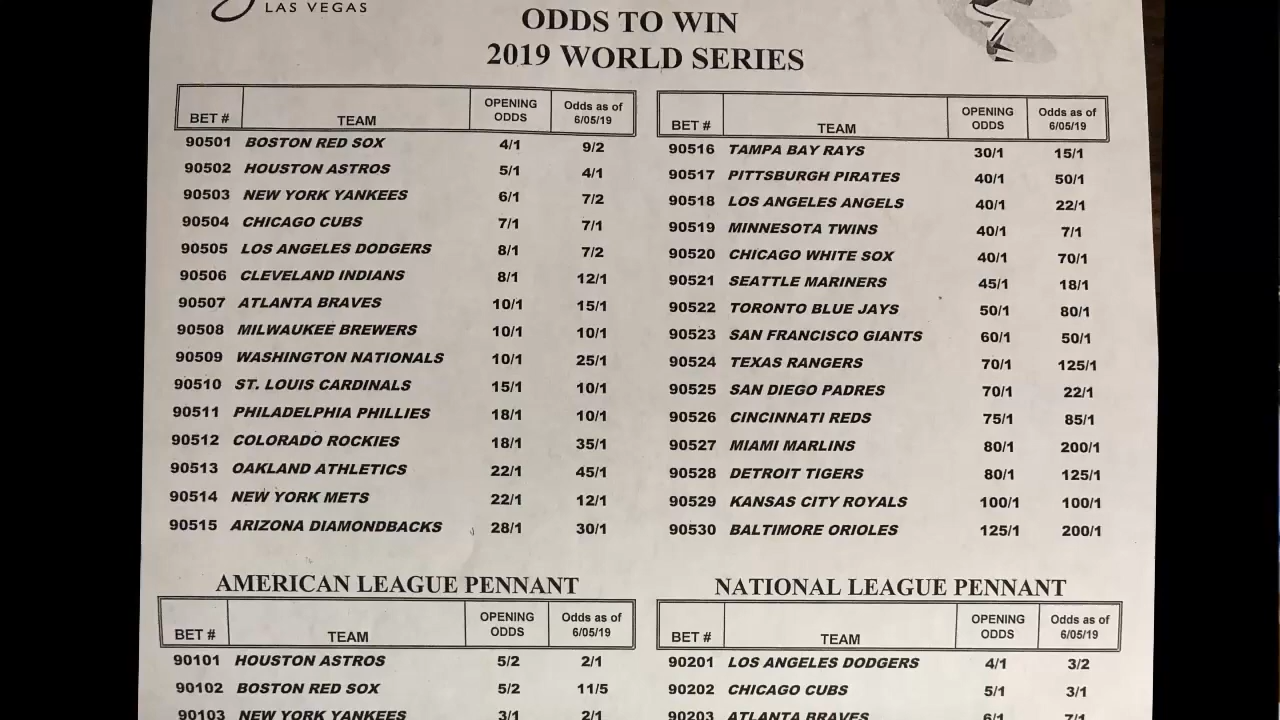 LAS VEGAS
ODDS TO WIN
2019 WORLD SERIES
BET # TEAM OPENING ODDS Odds as of 6/05/19
90501 BOSTON RED SOX 4/1 9/2
90502 HOUSTON ASTROS 5/1 4/1
90503 NEW YORK YANKEES 6/1 7/2
90504 CHICAGO CUBS 7/1 7/1
90505 LOS ANGELES DODGERS 8/1 7/2
90506 CLEVELAND INDIANS 8/1 12/1
90507 ATLANTA BRAVES 10/1 15/1
90508 MILWAUKEE BREWERS 10/1 10/1
90509 WASHINGTON NATIONALS 10/1 25/1
90510 ST. LOUIS CARDINALS 15/1 10/1
90511 PHILADELPHIA PHILLIES 18/1 10/1
90512 COLORADO ROCKIES 18/1 35/1
90513 OAKLAND ATHLETICS 22/1 45/1
90514 NEW YORK METS 22/1 12/1
90515 ARIZONA DIAMONDBACKS 28/1 30/1
BET # TEAM OPENING ODDS Odds as of 6/05/19
90516 TAMPA BAY RAYS 30/1 15/1
90517 PITTSBURGH PIRATES 40/1 50/1
90518 LOS ANGELES ANGELS 40/1 22/1
90519 MINNESOTA TWINS 40/1 7/1
90520 CHICAGO WHITE SOX 40/1 70/1
90521 SEATTLE MARINERS 45/1 18/1
90522 TORONTO BLUE JAYS 50/1 80/1
90523 SAN FRANCISCO GIANTS 60/1 50/1
90524 TEXAS RANGERS 70/1 125/1
90525 SAN DIEGO PADRES 70/1 22/1
90526 CINCINNATI REDS 75/1 85/1
90527 MIAMI MARLINS 80/1 200/1
90528 DETROIT TIGERS 80/1 125/1
90529 KANSAS CITY ROYALS 100/1 100/1
90530 BALTIMORE ORIOLES 125/1 200/1
AMERICAN LEAGUE PENNANT
BET # TEAM OPENING ODDS Odds as of 6/05/19
90101 HOUSTON ASTROS 5/2 2/1
90102 BOSTON RED SOX 5/2 11/5
90103 NEW YORK YANKEES 3/1 2/1
NATIONAL LEAGUE PENNANT
BET # TEAM OPENING ODDS Odds as of 6/05/19
90201 LOS ANGELES DODGERS 4/1 3/2
90202 CHICAGO CUBS 5/1 3/1
90203 ATLANTA BRAVES 6/1 7/1